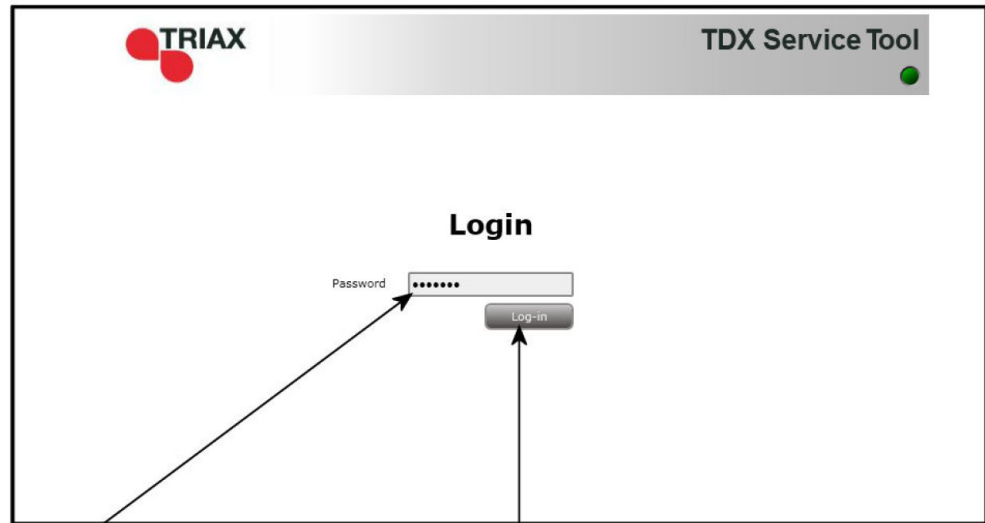 TRIAX
TDX Service Tool
Login
Password •••••••
Log-in